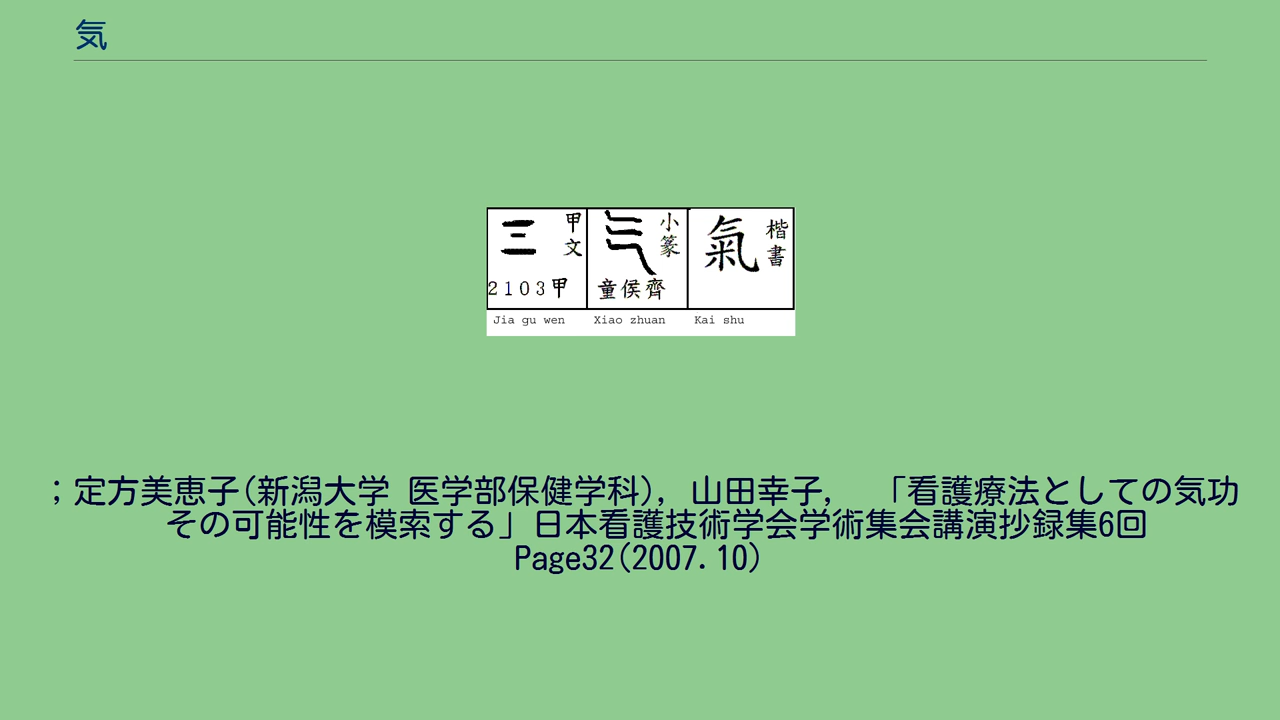 気
三 甲文
2103甲
气 小篆
童侯齊
氣 楷書
Jia gu wen Xiao zhuan Kai shu
；定方美恵子(新潟大学 医学部保健学科), 山田幸子, 「看護療法としての気功
その可能性を模索する」日本看護技術学会学術集会講演抄録集6回
Page32(2007.10)